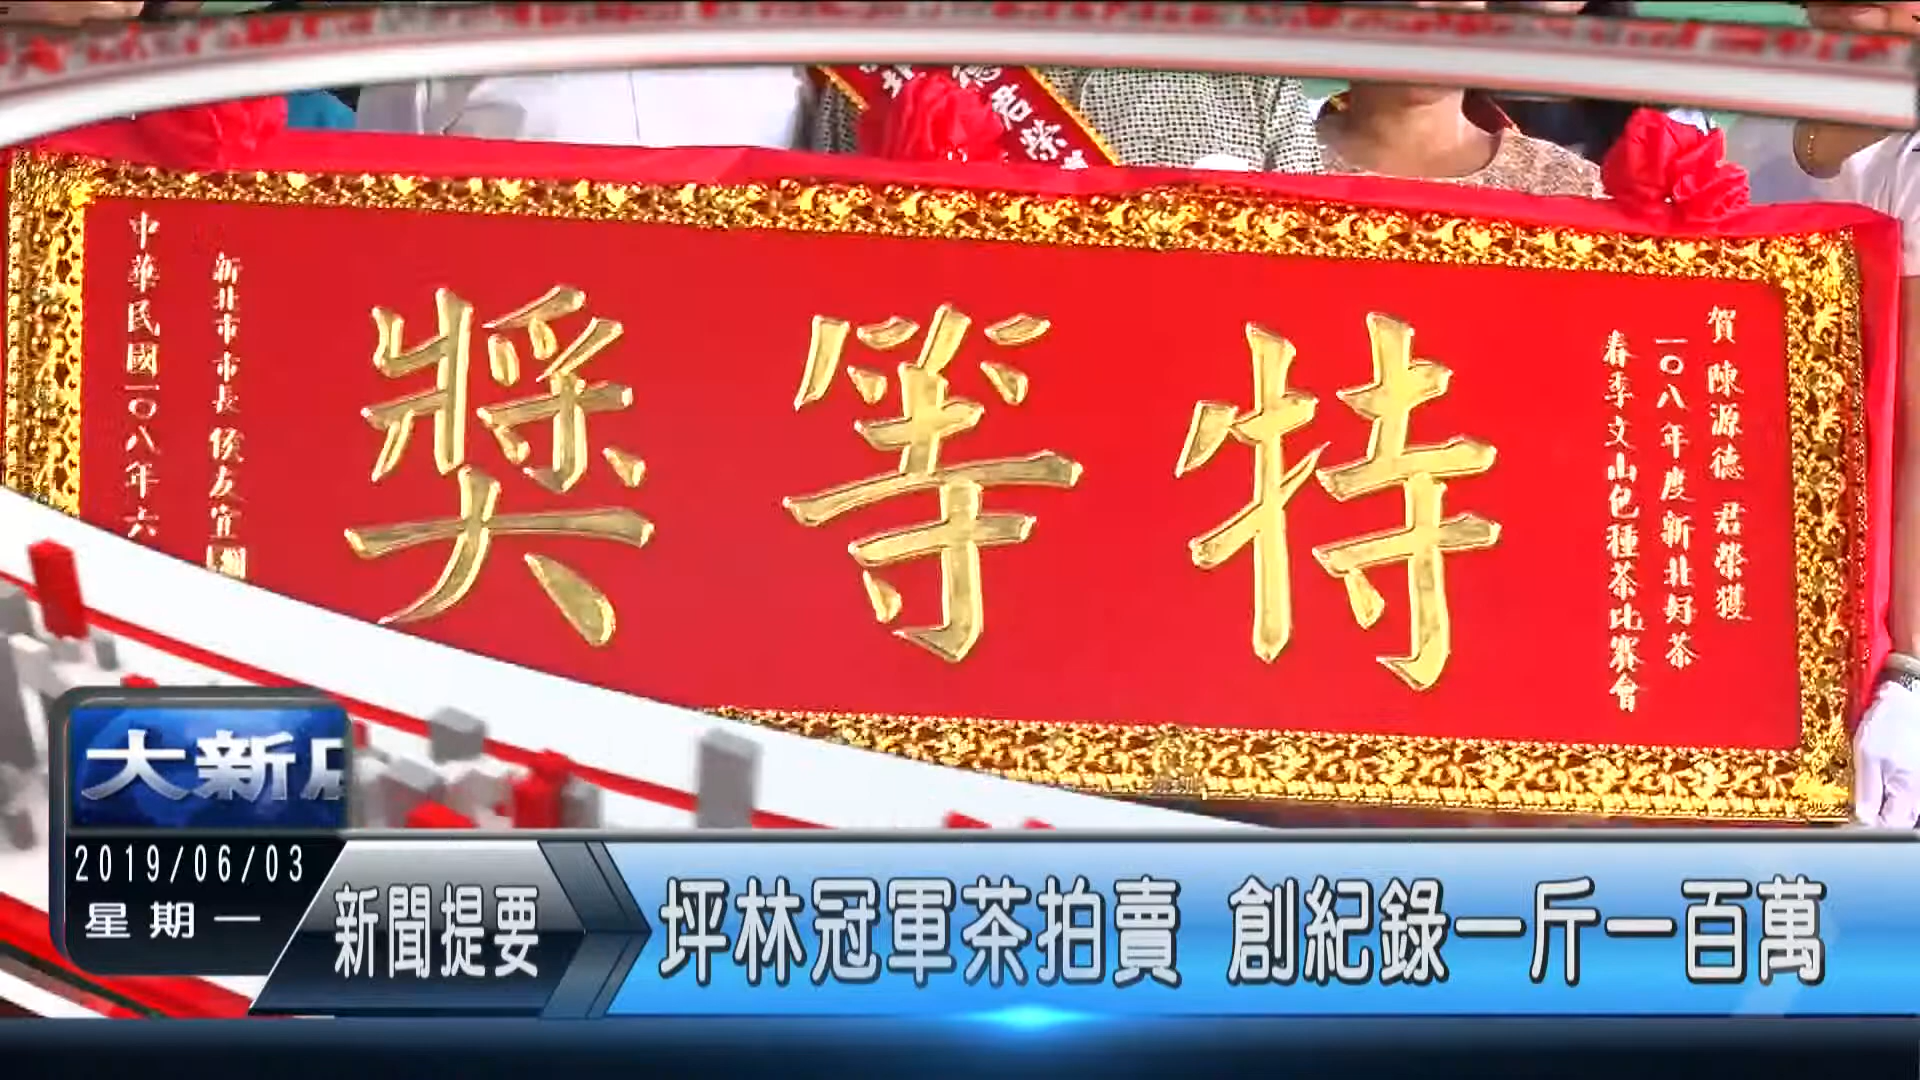 君榮
賀 陳源德 君榮獲
一〇八年度新北好茶
春季文山包種茶比賽會
特等獎
新北市市長 侯友宜
中華民國一〇八年六
大新店
2019/06/03
星期一
新聞提要
坪林冠軍茶拍賣 創紀錄一斤一百萬